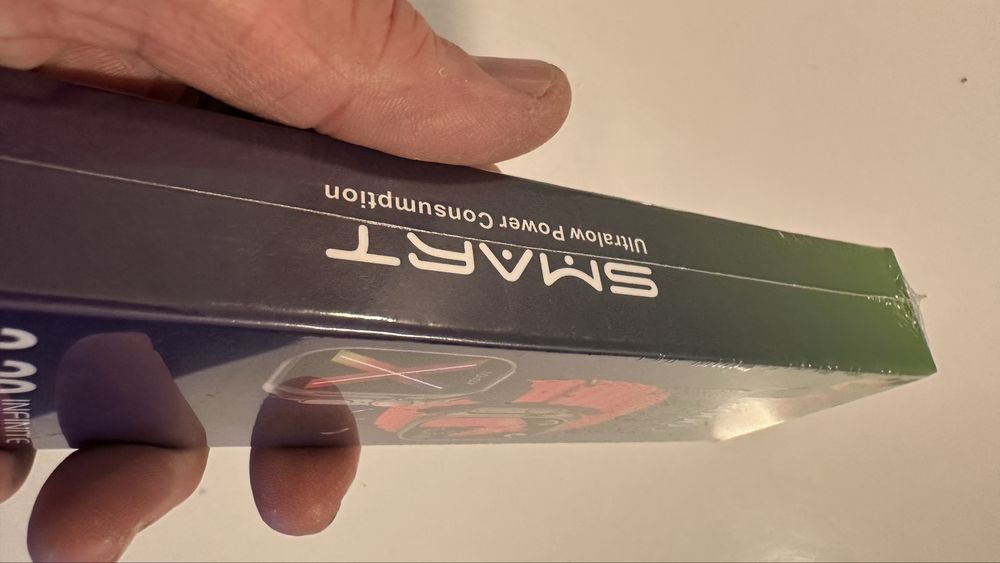 SMART
Ultralow Power Consumption
INFINITE